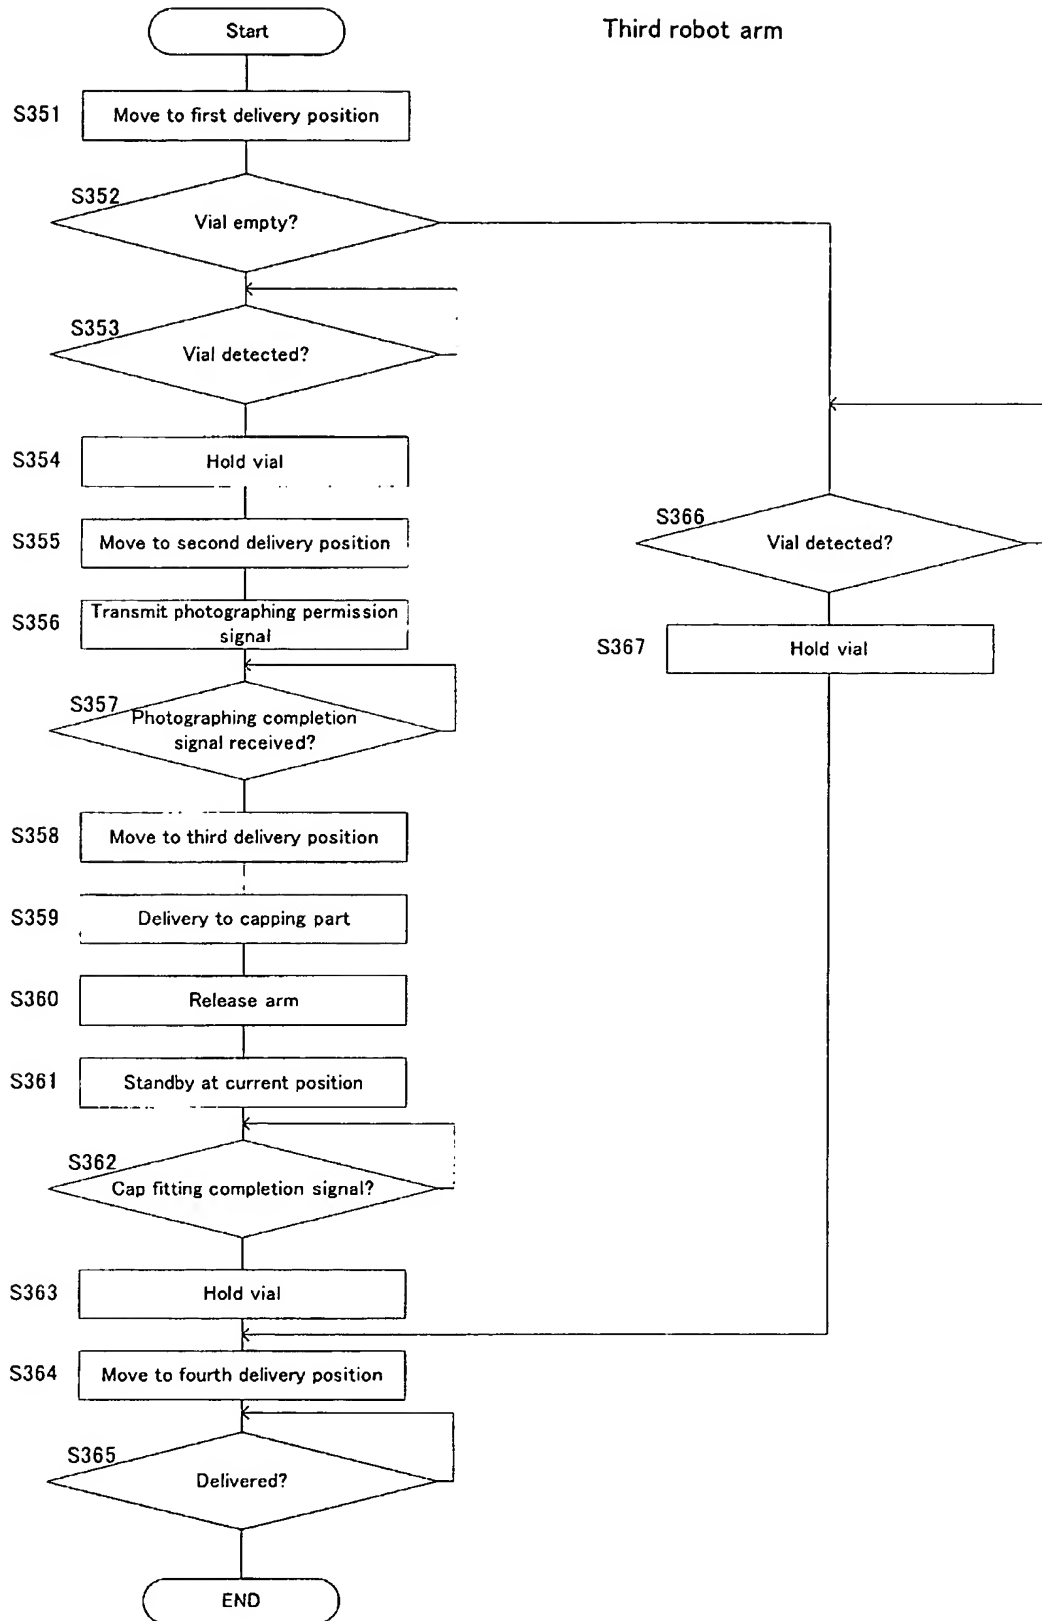 Start
Third robot arm
S351
Move to first delivery position
S352
Vial empty?
S353
Vial detected?
S354
Hold vial
S355
Move to second delivery position
S356
Transmit photographing permission
signal
S357
Photographing completion
signal received?
S358
Move to third delivery position
S359
Delivery to capping part
S360
Release arm
S361
Standby at current position
S362
Cap fitting completion signal?
S363
Hold vial
S364
Move to fourth delivery position
S365
Delivered?
END
S366
Vial detected?
S367
Hold vial